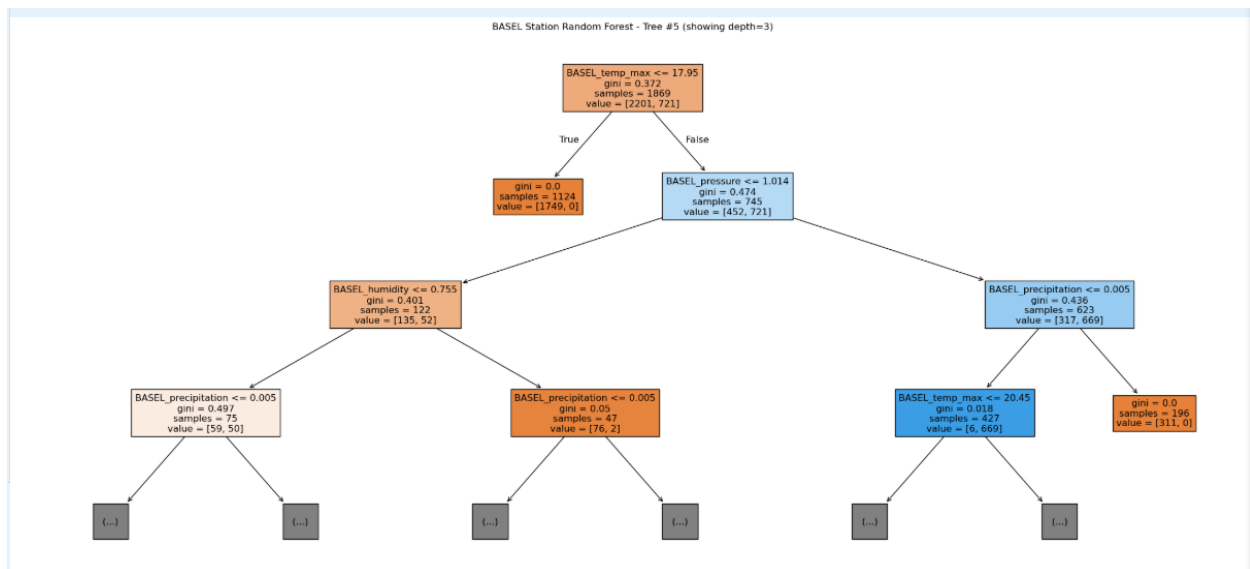 BASEL Station Random Forest - Tree #5 (showing depth=3)
BASEL_temp_max <= 17.95
gini = 0.372
samples = 1869
value = [2201, 721]
True
False
gini = 0.0
samples = 1124
value = [1749, 0]
BASEL_pressure <= 1.014
gini = 0.474
samples = 745
value = [452, 721]
BASEL_humidity <= 0.755
gini = 0.401
samples = 122
value = [135, 52]
BASEL_precipitation <= 0.005
gini = 0.436
samples = 623
value = [317, 669]
BASEL_precipitation <= 0.005
gini = 0.497
samples = 75
value = [59, 50]
BASEL_precipitation <= 0.005
gini = 0.05
samples = 47
value = [76, 2]
BASEL_temp_max <= 20.45
gini = 0.018
samples = 427
value = [6, 669]
gini = 0.0
samples = 196
value = [311, 0]
(...)
(...)
(...)
(...)
(...)
(...)